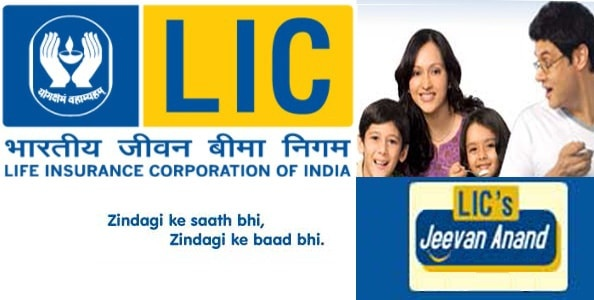 योगक्षेमं वहाम्यहम्
LIC
भारतीय जीवन बीमा निगम
LIFE INSURANCE CORPORATION OF INDIA
Zindagi ke saath bhi,
Zindagi ke baad bhi.
LIC's
Jeevan Anand